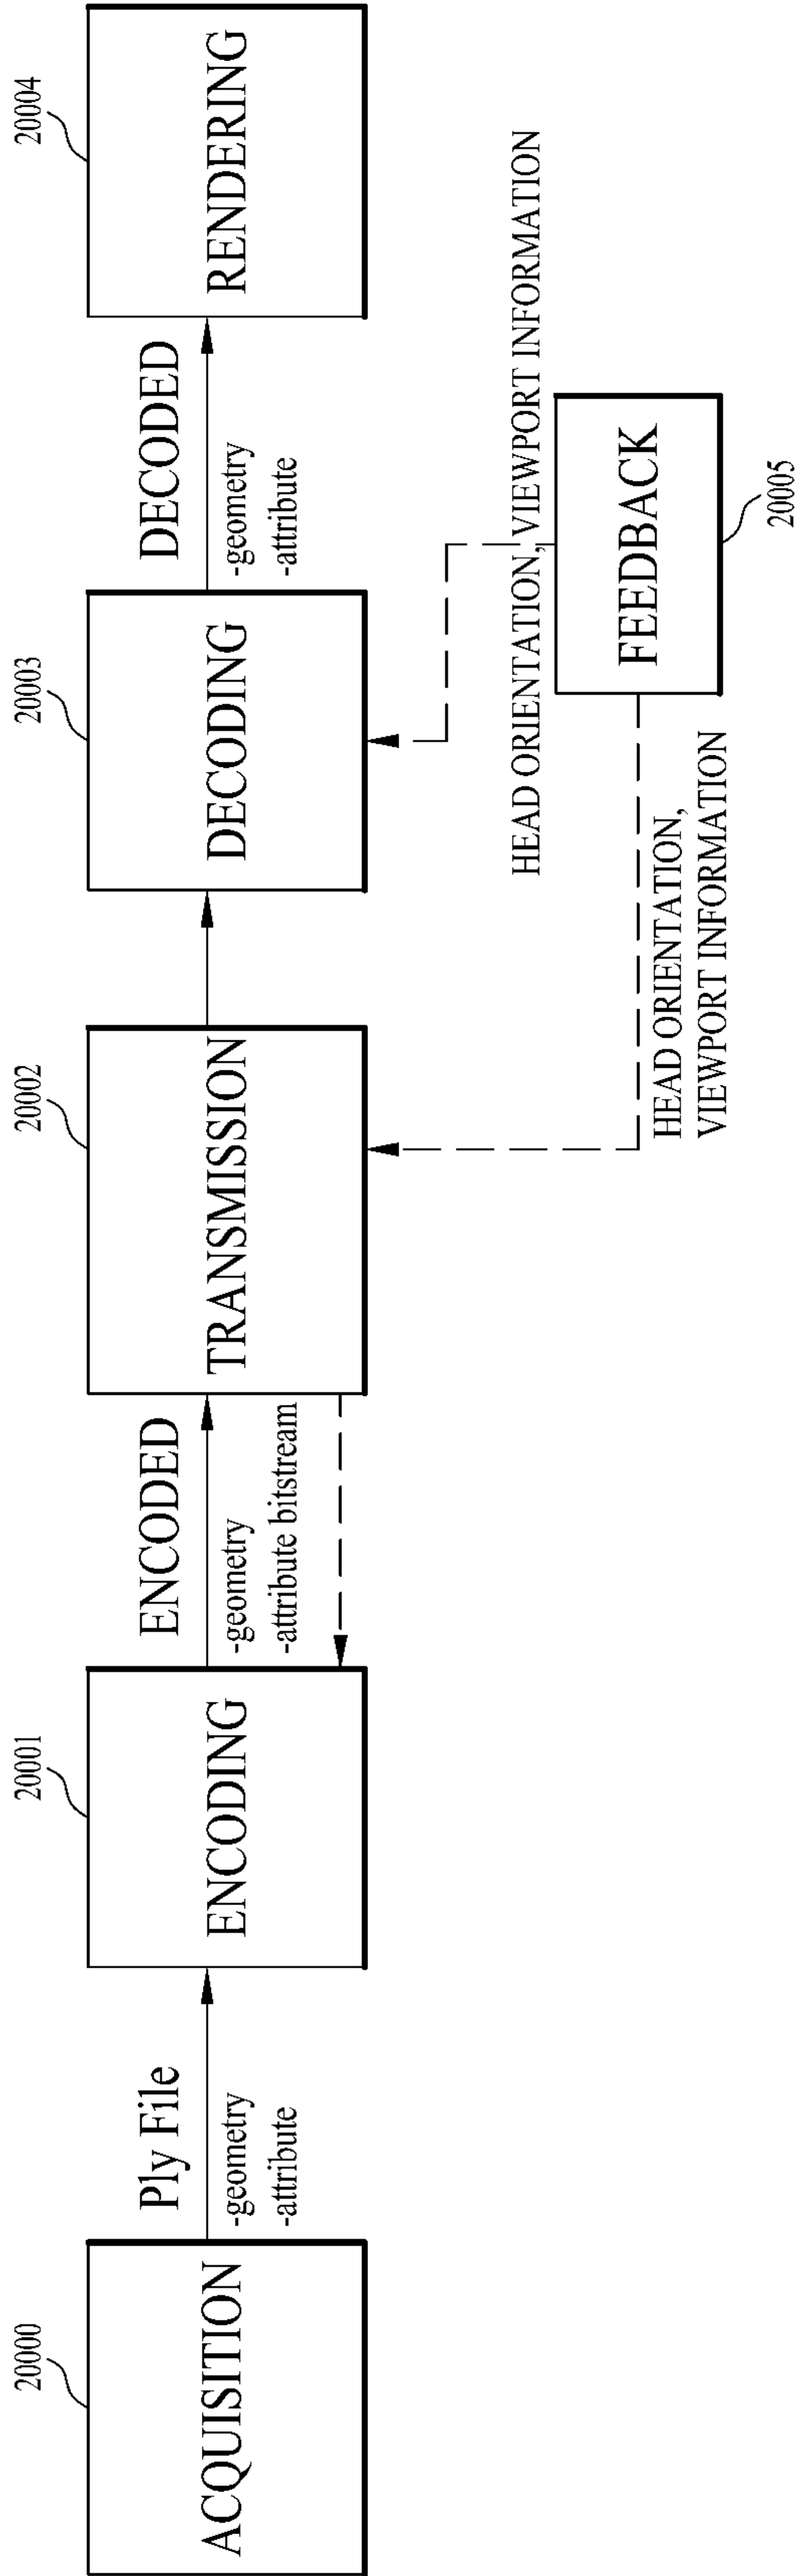 20000
ACQUISITION
Ply File
-geometry
-attribute
20001
ENCODING
ENCODED
-geometry
-attribute bitstream
20002
TRANSMISSION
20003
DECODING
DECODED
-geometry
-attribute
20004
RENDERING
HEAD ORIENTATION, VIEWPORT INFORMATION
HEAD ORIENTATION,
VIEWPORT INFORMATION
FEEDBACK
20005